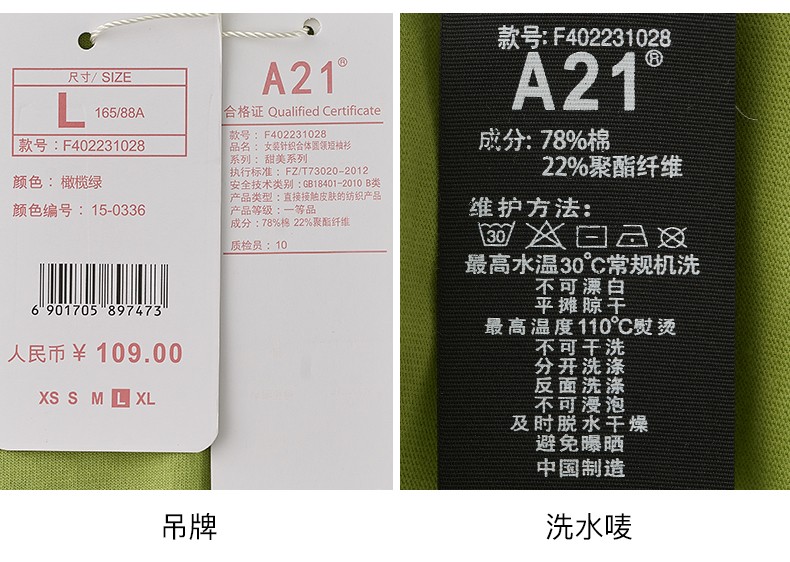 尺寸/ SIZE
L 165/88A
款号: F402231028
颜色: 橄榄绿
颜色编号: 15-0336
6 901705 897473
人民币 ¥ 109.00
XS S M L XL
A21®
合格证 Qualified Certificate
款号: F402231028
品名: 女装针织合体圆领短袖衫
系列: 甜美系列
执行标准: FZ/T73020-2012
安全技术类别:GB18401-2010 B类
产品类型: 直接接触皮肤的纺织产品
产品等级: 一等品
成分:78%棉 22%聚酯纤维
质检员: 10
款号: F402231028
A21®
成分: 78%棉
22%聚酯纤维
维护方法:
30
最高水温30℃常规机洗
不可漂白
平摊晾干
最高温度110℃熨烫
不可干洗
分开洗涤
反面洗涤
不可浸泡
及时脱水干燥
避免曝晒
中国制造
吊牌
洗水唛